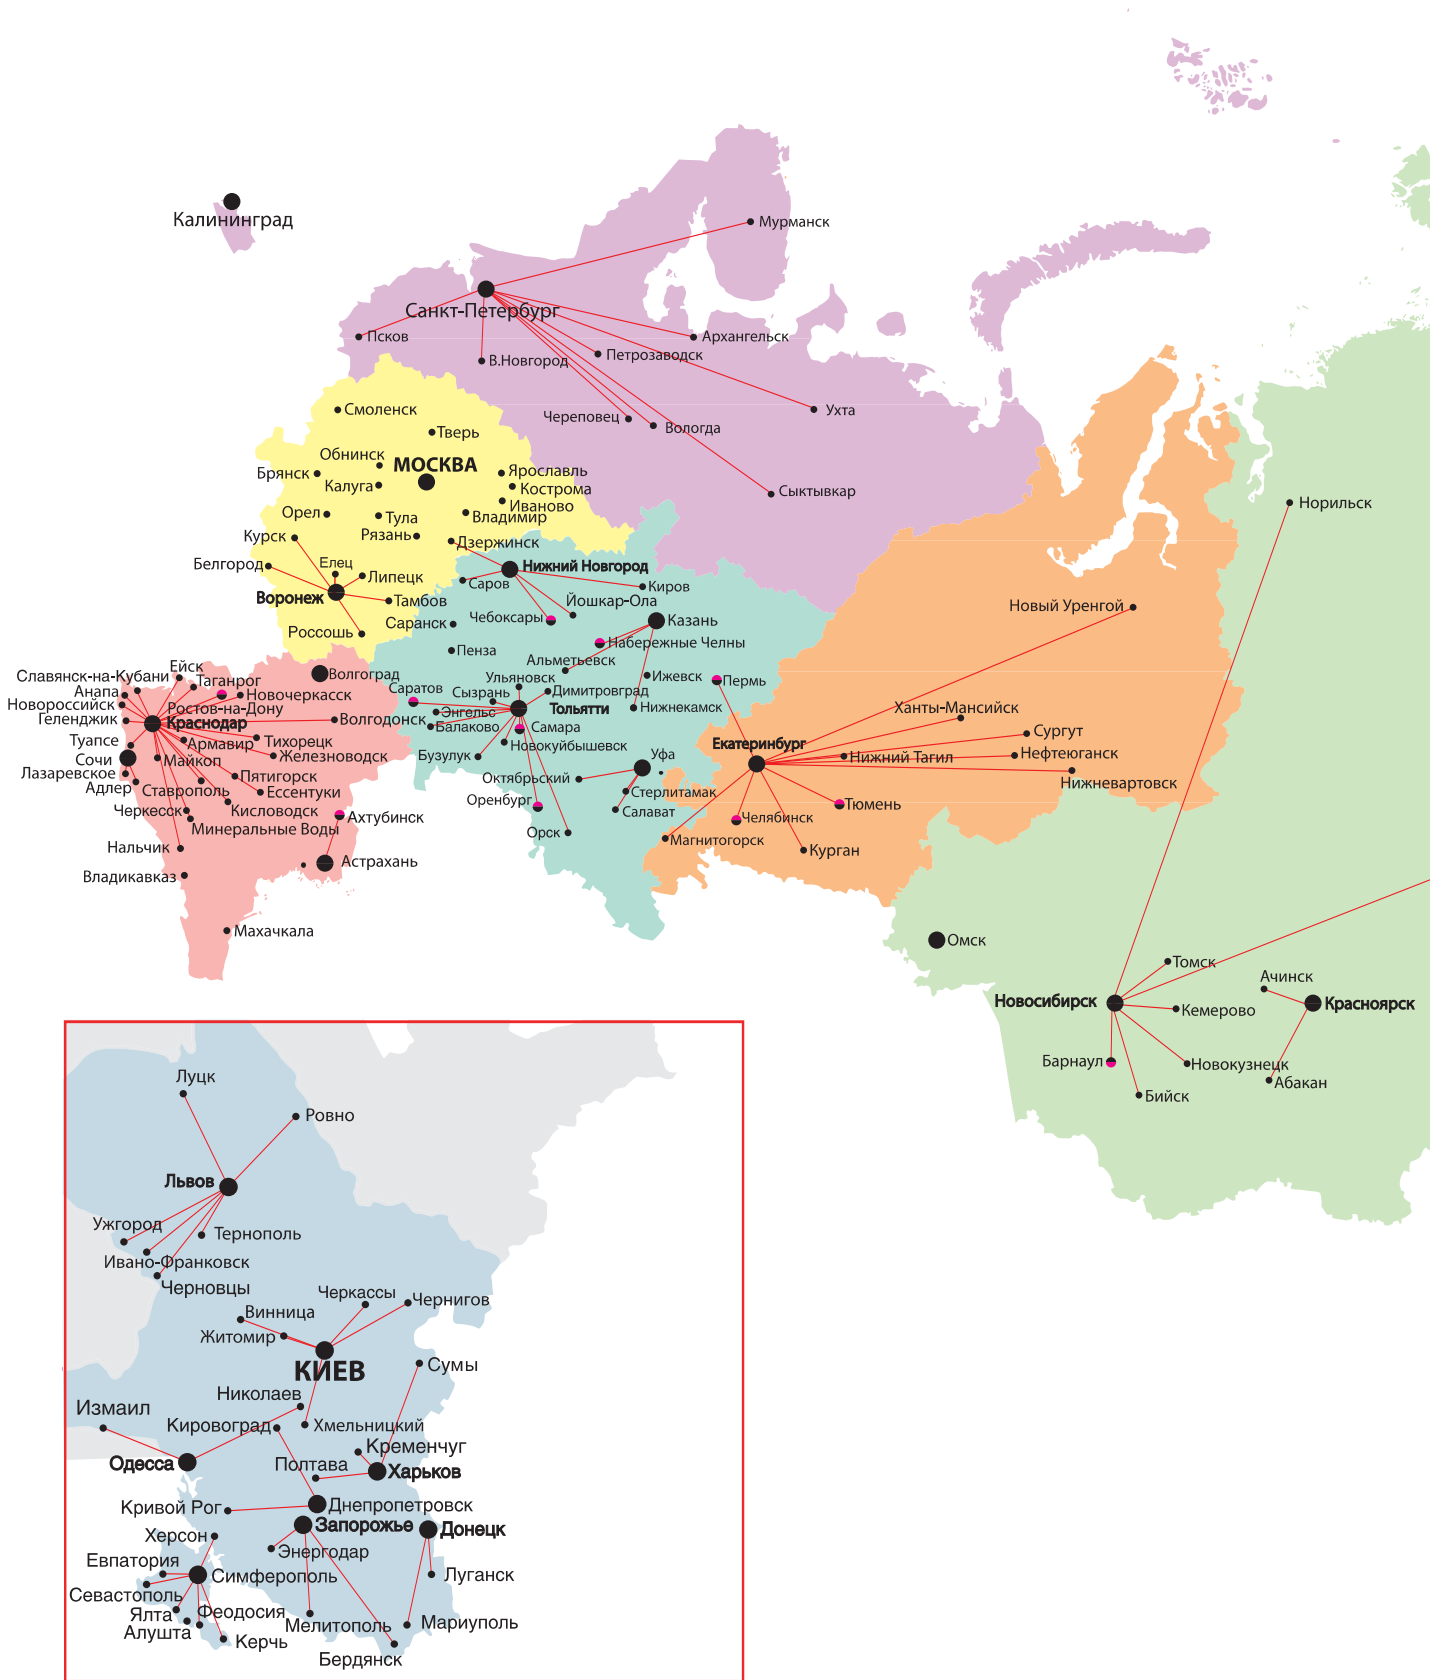 Калининград
Мурманск
Санкт-Петербург
Псков
В.Новгород
Петрозаводск
Архангельск
Череповец
Вологда
Ухта
Сыктывкар
Смоленск
Тверь
Обнинск
МОСКВА
Брянск
Калуга
Ярославль
Кострома
Иваново
Орел
Тула
Владимир
Курск
Рязань
Дзержинск
Белгород
Елец
Липецк
Воронеж
Тамбов
Россошь
Нижний Новгород
Саров
Киров
Йошкар-Ола
Чебоксары
Саранск
Казань
Набережные Челны
Пенза
Альметьевск
Ульяновск
Ижевск
Пермь
Саратов
Сызрань
Димитровград
Энгельс
Тольятти
Нижнекамск
Балаково
Самара
Новокуйбышевск
Бузулук
Уфа
Октябрьский
Стерлитамак
Оренбург
Салават
Орск
Волгоград
Ейск
Славянск-на-Кубани
Таганрог
Анапа
Новочеркасск
Новороссийск
Ростов-на-Дону
Геленджик
Краснодар
Волгодонск
Туапсе
Армавир
Тихорецк
Сочи
Майкоп
Железноводск
Лазаревское
Пятигорск
Адлер
Ставрополь
Ессентуки
Черкесск
Кисловодск
Минеральные Воды
Ахтубинск
Нальчик
Астрахань
Владикавказ
Махачкала
Новый Уренгой
Ханты-Мансийск
Сургут
Екатеринбург
Нижний Тагил
Нефтеюганск
Нижневартовск
Тюмень
Челябинск
Магнитогорск
Курган
Норильск
Омск
Томск
Ачинск
Новосибирск
Кемерово
Красноярск
Барнаул
Новокузнецк
Абакан
Бийск
Луцк
Ровно
Львов
Ужгород
Тернополь
Ивано-Франковск
Черновцы
Черкассы
Чернигов
Винница
Житомир
КИЕВ
Сумы
Николаев
Измаил
Кировоград
Хмельницкий
Кременчуг
Одесса
Полтава
Харьков
Кривой Рог
Днепропетровск
Запорожье
Донецк
Херсон
Энергодар
Евпатория
Симферополь
Луганск
Севастополь
Ялта
Феодосия
Алушта
Мелитополь
Мариуполь
Керчь
Бердянск